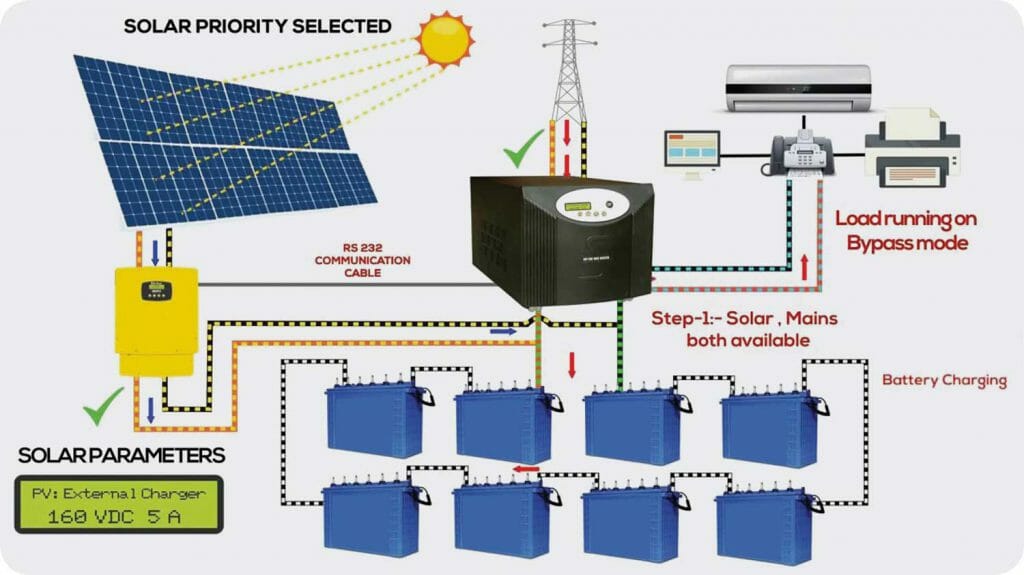 SOLAR PRIORITY SELECTED
RS 232
COMMUNICATION
CABLE
Load running on
Bypass mode
Step-1:- Solar , Mains
both available
Battery Charging
SOLAR PARAMETERS
PV: External Charger
160 VDC 5 A